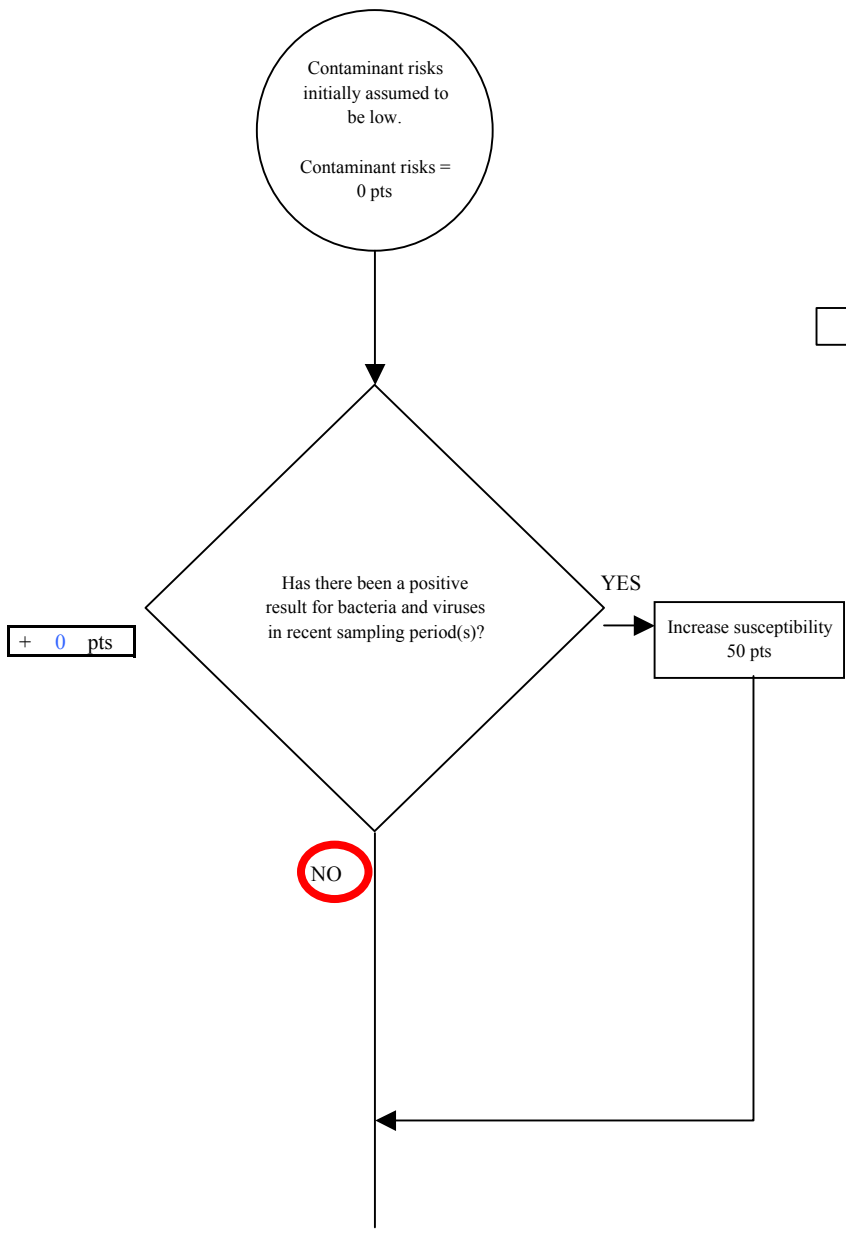 Contaminant risks
initially assumed to
be low.
Contaminant risks =
0 pts
Has there been a positive
result for bacteria and viruses
in recent sampling period(s)?
YES
+ 0 pts
Increase susceptibility
50 pts
NO